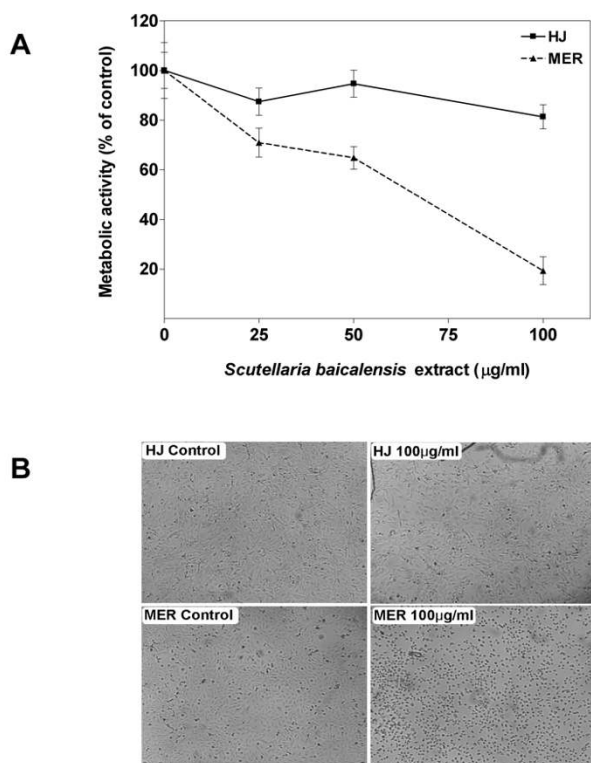 A
120
100
80
60
40
20
0
25
50
75
100
Metabolic activity (% of control)
HJ
MER
Scutellaria baicalensis extract (μg/ml)
B
HJ Control
HJ 100μg/ml
MER Control
MER 100μg/ml